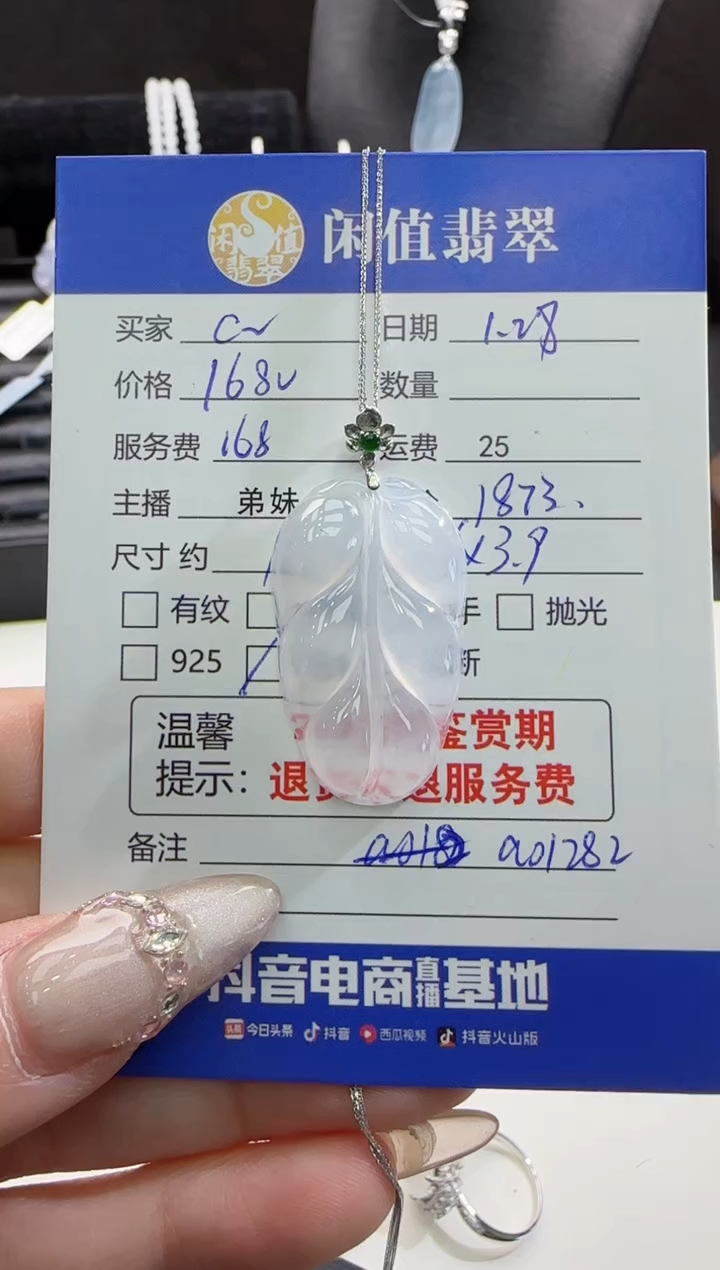 闲值翡翠
闲值翡翠
买家 C~ 日期 1.28
价格 1680 数量
服务费 168 运费 25
主播 弟妹 1873.
尺寸 约 x3.9
有纹 手 抛光
925 新
温馨 鉴赏期
提示: 退 退服务费
备注 a01282
抖音电商直播基地
今日头条 抖音 西瓜视频 抖音火山版